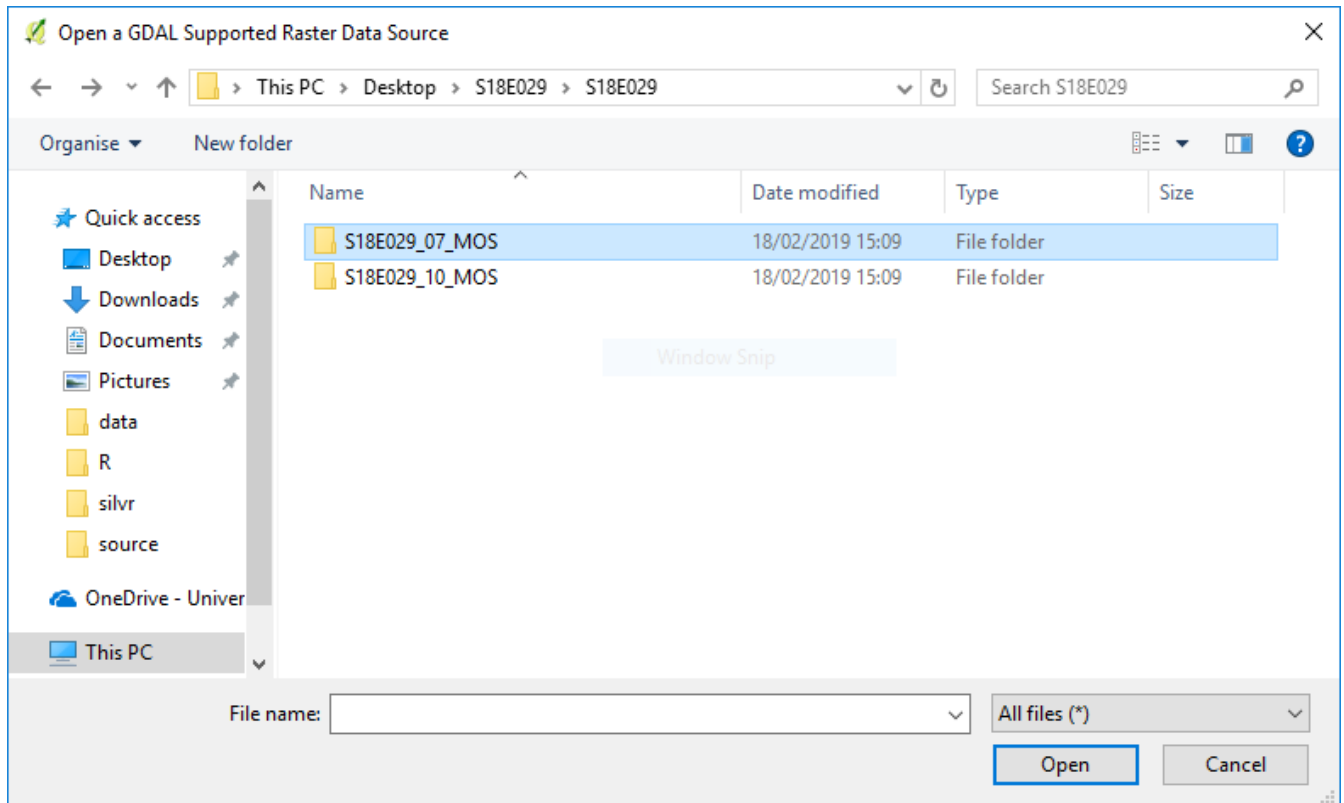 Open a GDAL Supported Raster Data Source
This PC > Desktop > S18E029 > S18E029
Search S18E029
Organise
New folder
Name
Date modified
Type
Size
S18E029_07_MOS 18/02/2019 15:09 File folder
S18E029_10_MOS 18/02/2019 15:09 File folder
Window Snip
Quick access
Desktop
Downloads
Documents
Pictures
data
R
silvr
source
OneDrive - Univer
This PC
File name:
All files (*)
Open
Cancel